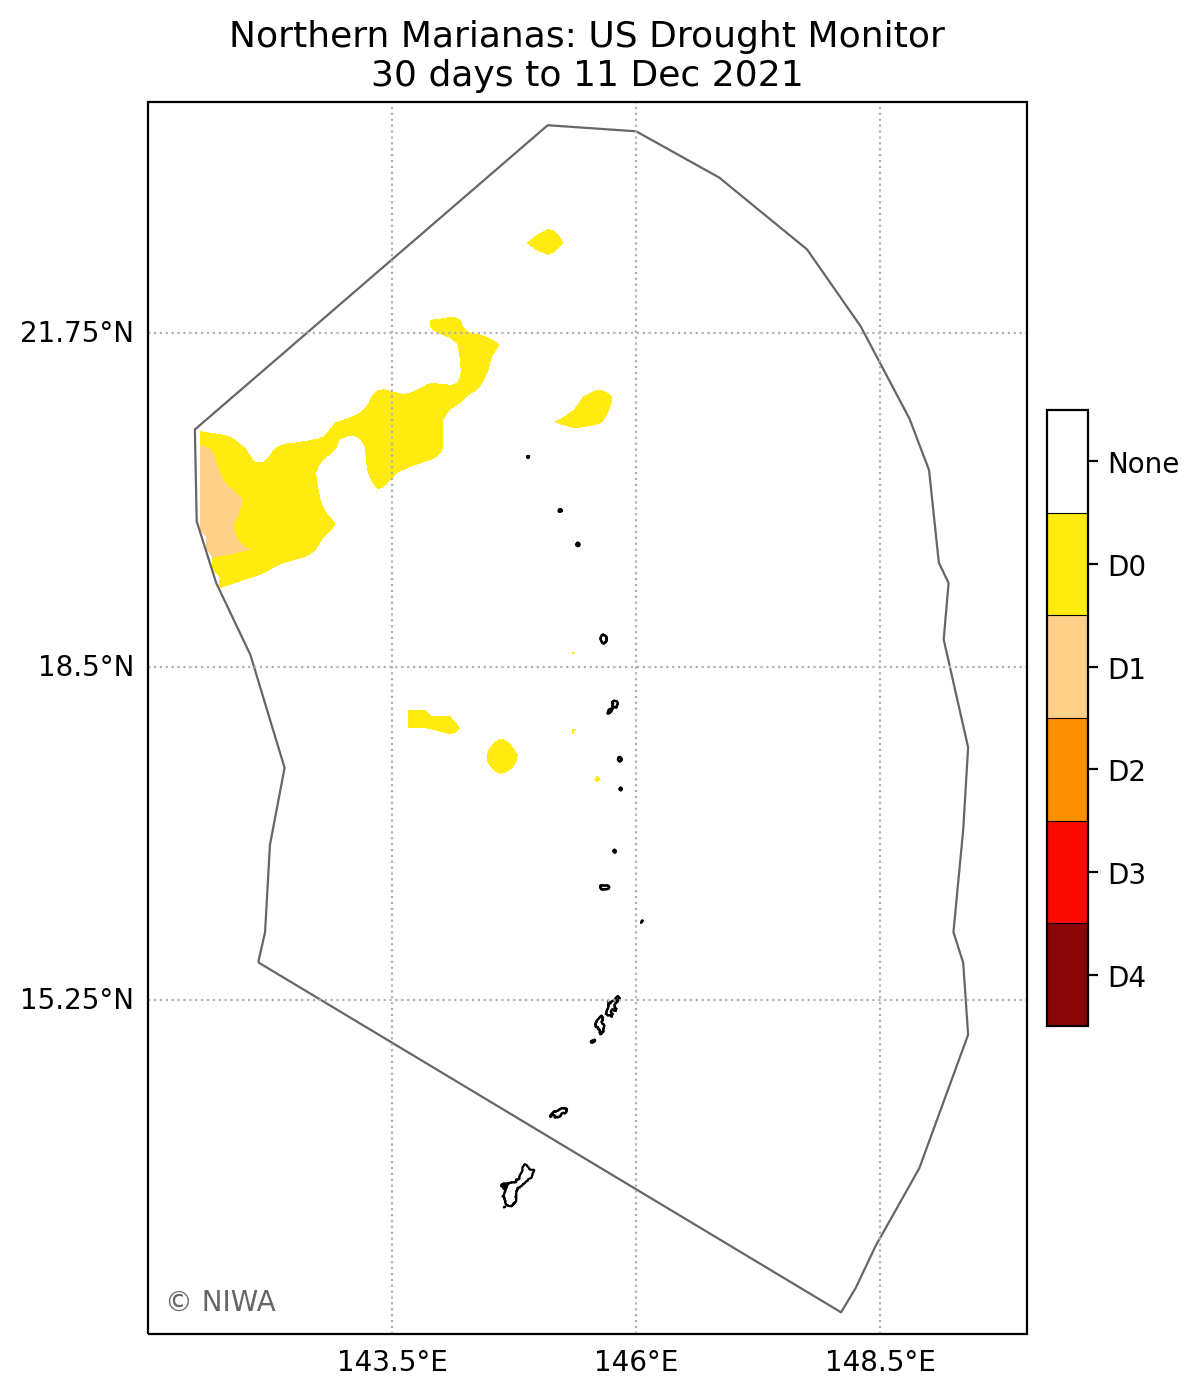 Northern Marianas: US Drought Monitor
30 days to 11 Dec 2021
21.75°N
18.5°N
15.25°N
143.5°E
146°E
148.5°E
None
D0
D1
D2
D3
D4
© NIWA